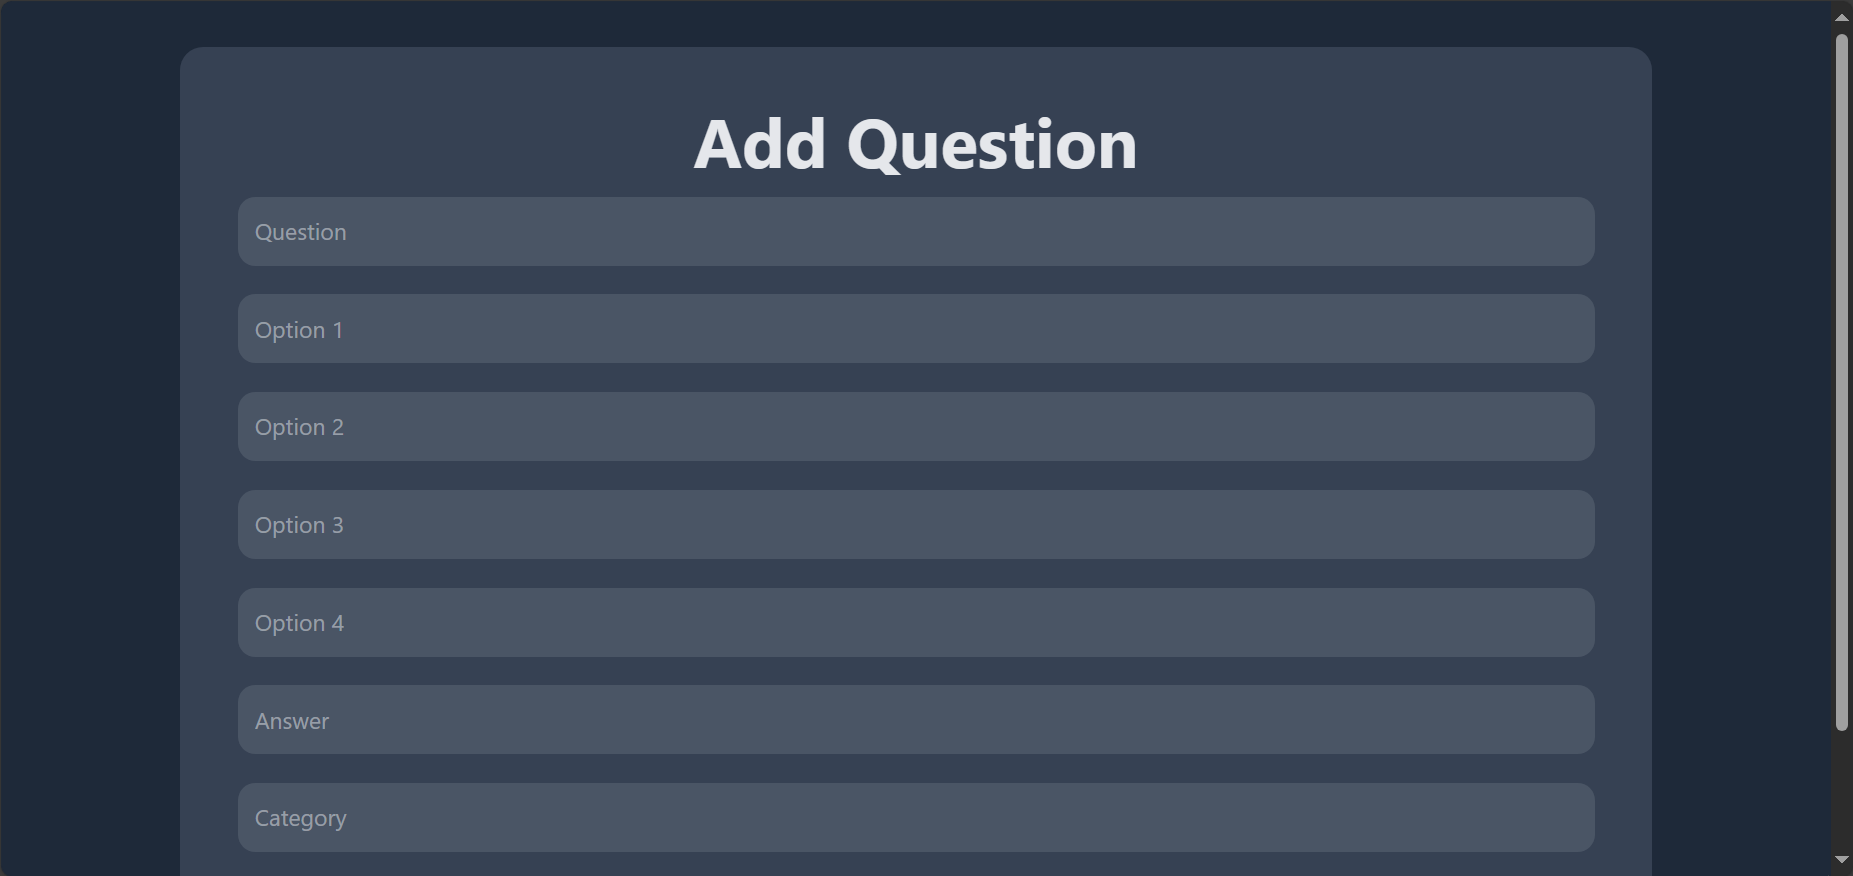 Add Question
Question
Option 1
Option 2
Option 3
Option 4
Answer
Category